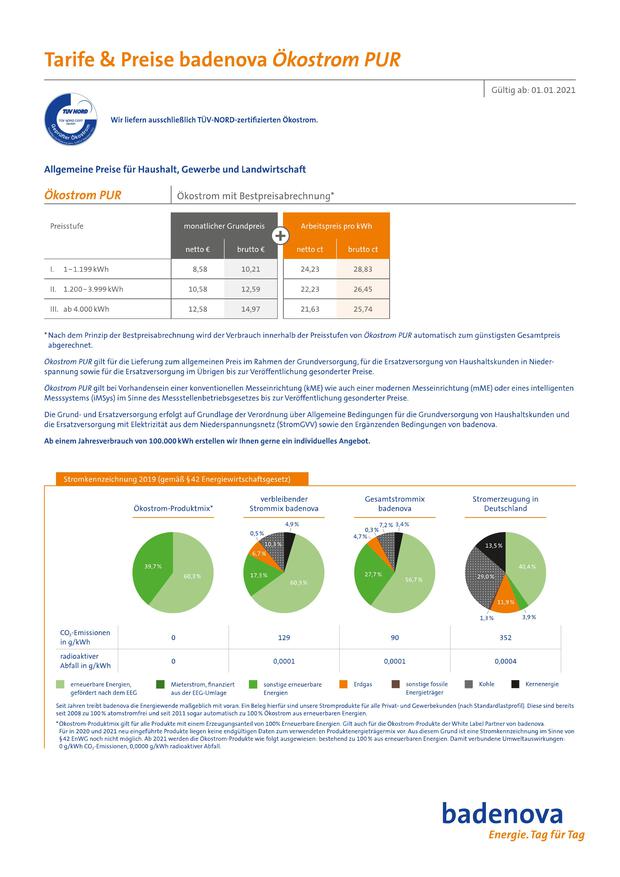 Tarife & Preise badenova Ökostrom PUR
Gültig ab: 01.01.2021
TÜV NORD
TÜV NORD CERT
Geprüfter Ökostrom
Wir liefern ausschließlich TÜV-NORD-zertifizierten Ökostrom.
Allgemeine Preise für Haushalt, Gewerbe und Landwirtschaft
Ökostrom PUR Ökostrom mit Bestpreisabrechnung*
Preisstufe monatlicher Grundpreis + Arbeitspreis pro kWh
netto € brutto € netto ct brutto ct
I. 1–1.199 kWh 8,58 10,21 24,23 28,83
II. 1.200–3.999 kWh 10,58 12,59 22,23 26,45
III. ab 4.000 kWh 12,58 14,97 21,63 25,74
*Nach dem Prinzip der Bestpreisabrechnung wird der Verbrauch innerhalb der Preisstufen von Ökostrom PUR automatisch zum günstigsten Gesamtpreis
abgerechnet.
Ökostrom PUR gilt für die Lieferung zum allgemeinen Preis im Rahmen der Grundversorgung, für die Ersatzversorgung von Haushaltskunden in Nieder-
spannung sowie für die Ersatzversorgung im Übrigen bis zur Veröffentlichung gesonderter Preise.
Ökostrom PUR gilt bei Vorhandensein einer konventionellen Messeinrichtung (kME) wie auch einer modernen Messeinrichtung (mME) oder eines intelligenten
Messsystems (iMSys) im Sinne des Messstellenbetriebsgesetzes bis zur Veröffentlichung gesonderter Preise.
Die Grund- und Ersatzversorgung erfolgt auf Grundlage der Verordnung über Allgemeine Bedingungen für die Grundversorgung von Haushaltskunden und
die Ersatzversorgung mit Elektrizität aus dem Niederspannungsnetz (StromGVV) sowie den Ergänzenden Bedingungen von badenova.
Ab einem Jahresverbrauch von 100.000 kWh erstellen wir Ihnen gerne ein individuelles Angebot.
Stromkennzeichnung 2019 (gemäß § 42 Energiewirtschaftsgesetz)
Ökostrom-Produktmix*
verbleibender
Strommix badenova
Gesamtstrommix
badenova
Stromerzeugung in
Deutschland
39,7 % 60,3 %
0,5 % 4,9 % 10,3 % 6,7 % 17,3 % 60,3 %
4,7 % 0,3 % 7,2 % 3,4 % 27,7 % 56,7 %
13,5 % 40,4 % 29,0 % 11,9 % 1,3 % 3,9 %
CO₂-Emissionen
in g/kWh 0 129 90 352
radioaktiver
Abfall in g/kWh 0 0,0001 0,0001 0,0004
erneuerbare Energien,
gefördert nach dem EEG
Mieterstrom, finanziert
aus der EEG-Umlage
sonstige erneuerbare
Energien
Erdgas
sonstige fossile
Energieträger
Kohle
Kernenergie
Seit Jahren treibt badenova die Energiewende maßgeblich mit voran. Ein Beleg hierfür sind unsere Stromprodukte für alle Privat- und Gewerbekunden (nach Standardlastprofil). Diese sind bereits
seit 2008 zu 100 % atomstromfrei und seit 2011 sogar automatisch zu 100 % Ökostrom aus erneuerbaren Energien.
*Ökostrom-Produktmix gilt für alle Produkte mit einem Erzeugungsanteil von 100% Erneuerbare Energien. Gilt auch für die Ökostrom-Produkte der White Label Partner von badenova.
Für in 2020 und 2021 neu eingeführte Produkte liegen keine endgültigen Daten zum verwendeten Produktenergieträgermix vor. Aus diesem Grund ist eine Stromkennzeichnung im Sinne von
§ 42 EnWG noch nicht möglich. Ab 2021 werden die Ökostrom-Produkte wie folgt ausgewiesen: bestehend zu 100 % aus erneuerbaren Energien. Damit verbundene Umweltauswirkungen:
0 g/kWh CO₂-Emissionen, 0,0000 g/kWh radioaktiver Abfall.
badenova
Energie. Tag für Tag